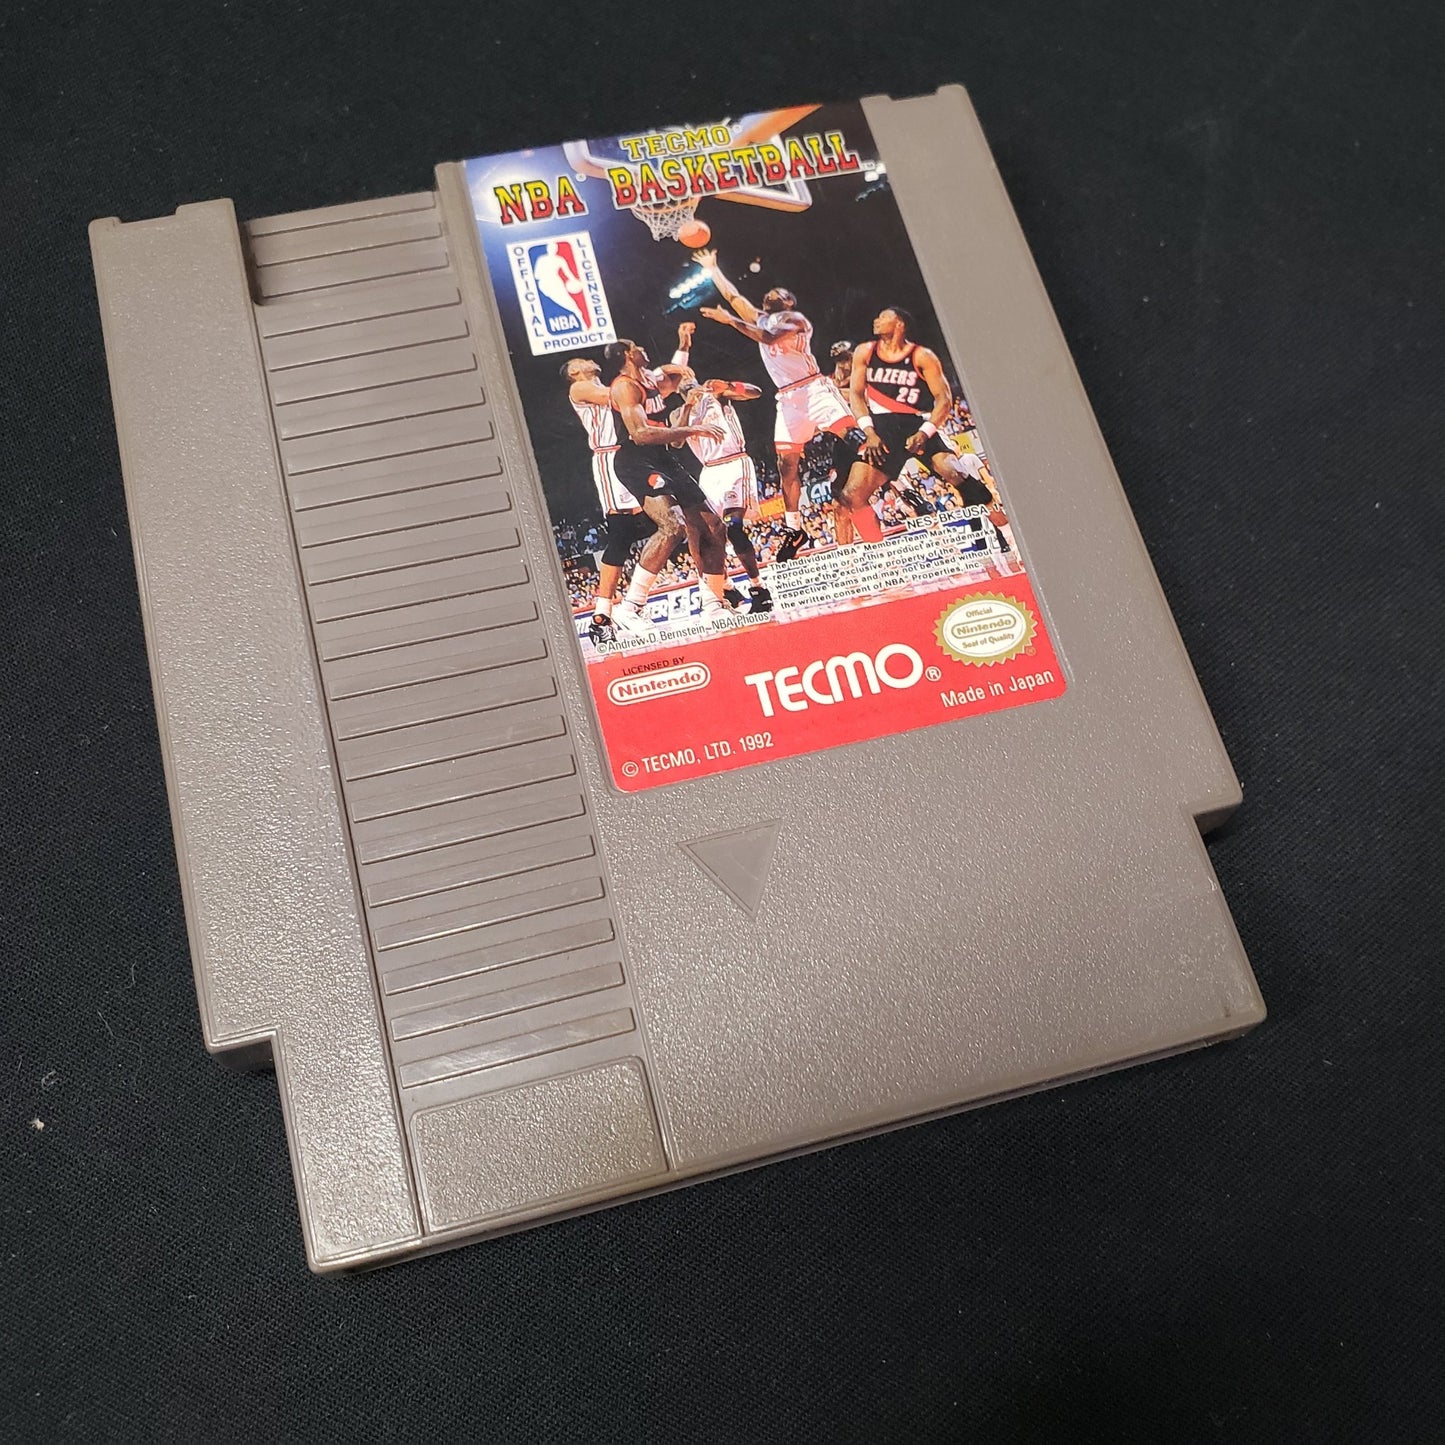 TECMO®
NBA® BASKETBALL™
OFFICIAL
LICENSED
NBA
PRODUCT®
LAZERS
25
NES-BK-USA-1
The individual NBA® Member Team Marks
reproduced in or on this product are trademarks
which are the exclusive property of the
respective Teams and may not be used without
the written consent of NBA® Properties, Inc.
©Andrew D. Bernstein, NBA Photos
LICENSED BY
Nintendo®
TECMO®
Official
Nintendo
Seal of Quality
®
Made in Japan
© TECMO, LTD. 1992